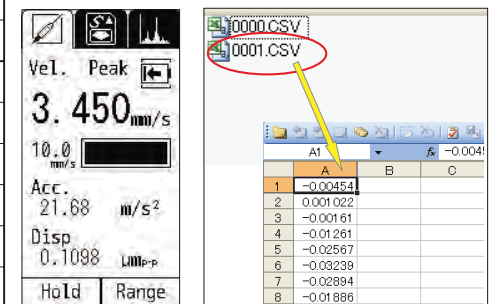 Vel. Peak
3.450mm/s
10.0
mm/s
Acc.
21.68 m/s²
Disp
0.1098 μmP-P
Hold Range
0000.CSV
0001.CSV
A1 fx -0.004
A B C
1 -0.00454
2 0.001022
3 -0.00161
4 -0.01261
5 -0.02567
6 -0.03239
7 -0.02894
8 -0.01886